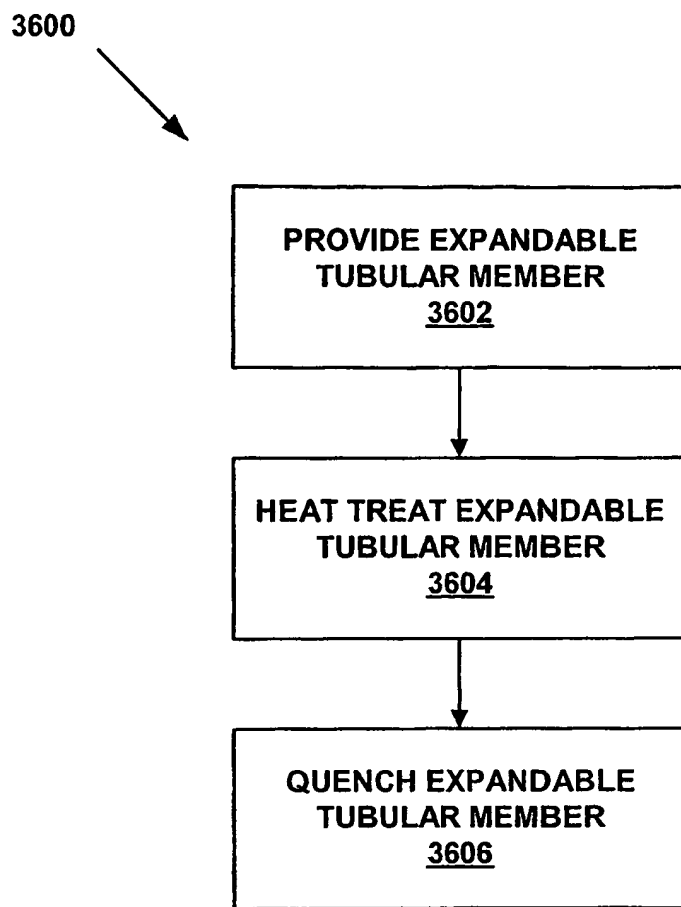 3600
PROVIDE EXPANDABLE
TUBULAR MEMBER
3602
HEAT TREAT EXPANDABLE
TUBULAR MEMBER
3604
QUENCH EXPANDABLE
TUBULAR MEMBER
3606